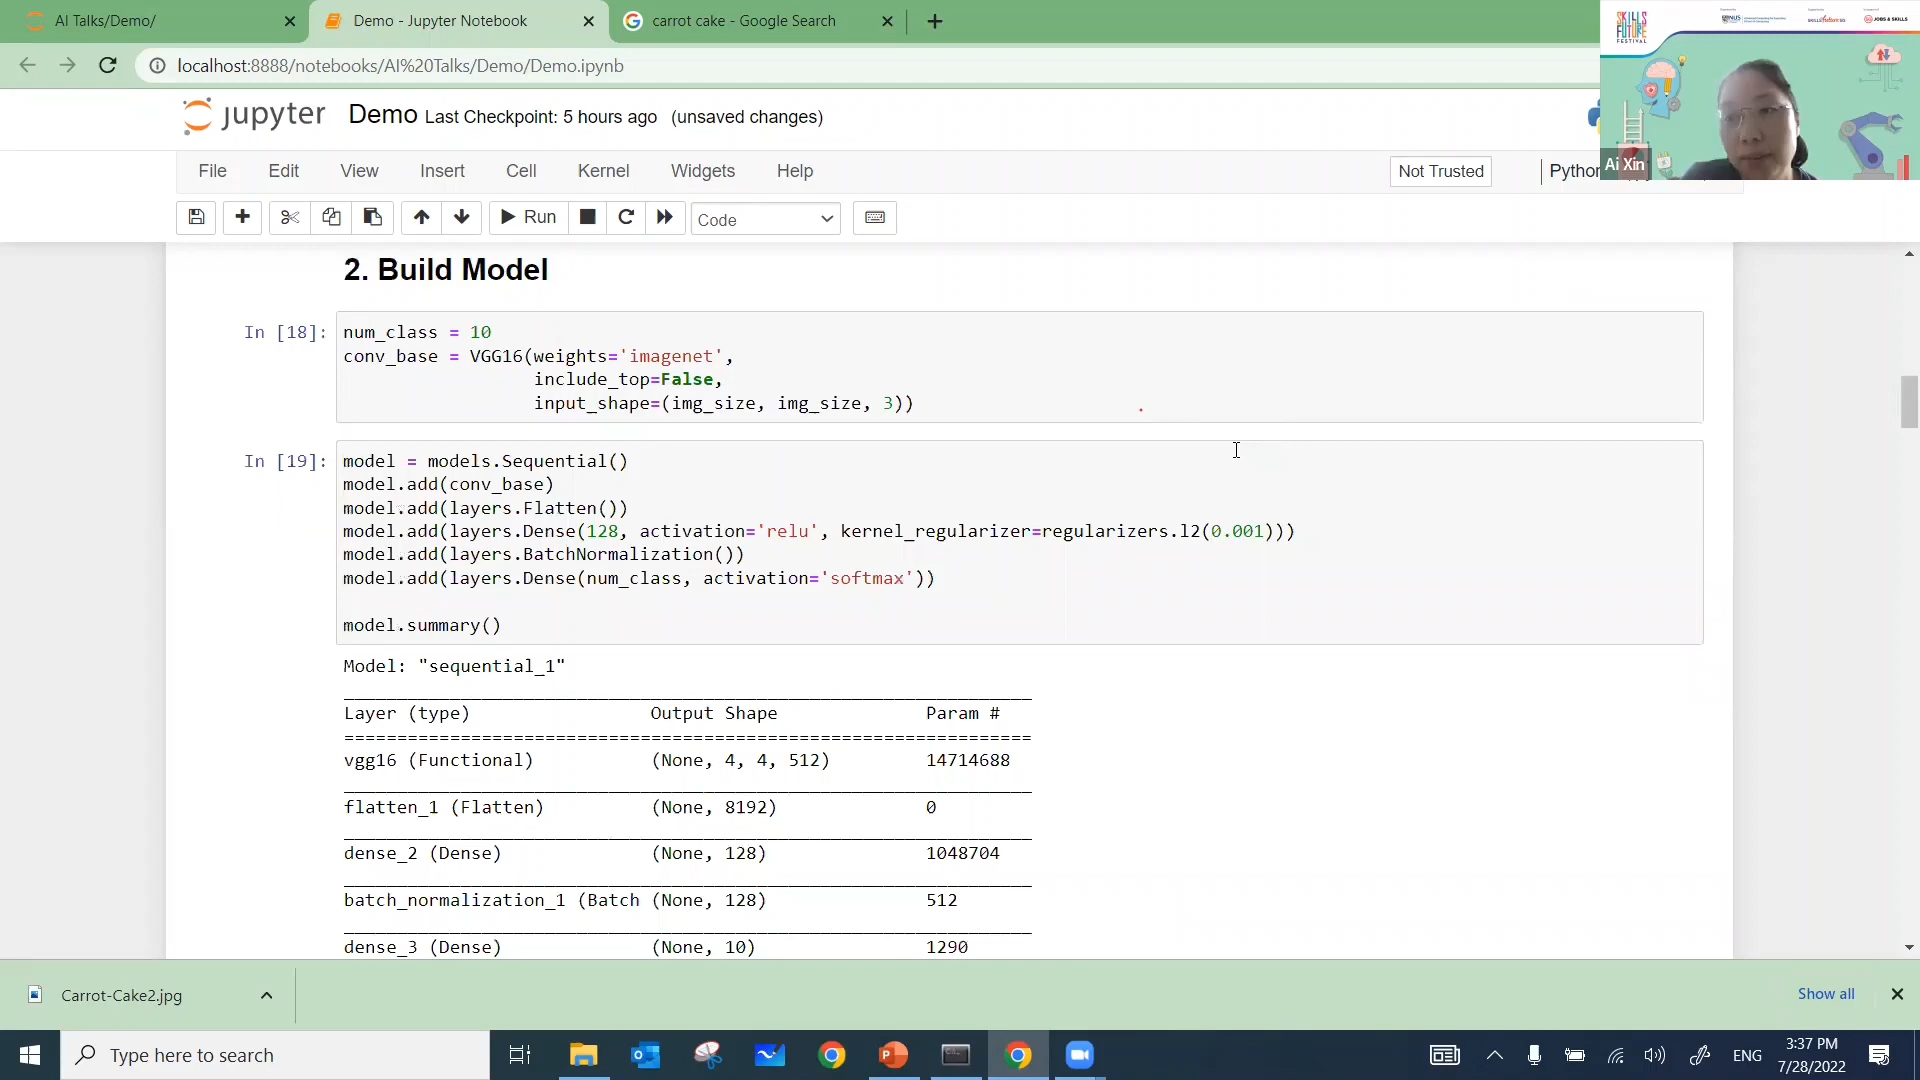 AI Talks/Demo/
Demo - Jupyter Notebook
carrot cake - Google Search
localhost:8888/notebooks/AI%20Talks/Demo/Demo.ipynb
SKILLS
FUTURE
FESTIVAL
NUS
JOBS & SKILLS
Ai Xin
jupyter Demo Last Checkpoint: 5 hours ago (unsaved changes)
File Edit View Insert Cell Kernel Widgets Help Not Trusted Python
Run Code
2. Build Model
In [18]: num_class = 10
conv_base = VGG16(weights='imagenet',
include_top=False,
input_shape=(img_size, img_size, 3))
In [19]: model = models.Sequential()
model.add(conv_base)
model.add(layers.Flatten())
model.add(layers.Dense(128, activation='relu', kernel_regularizer=regularizers.l2(0.001)))
model.add(layers.BatchNormalization())
model.add(layers.Dense(num_class, activation='softmax'))
model.summary()
Model: "sequential_1"
Layer (type) Output Shape Param #
vgg16 (Functional) (None, 4, 4, 512) 14714688
flatten_1 (Flatten) (None, 8192) 0
dense_2 (Dense) (None, 128) 1048704
batch_normalization_1 (Batch (None, 128) 512
dense_3 (Dense) (None, 10) 1290
Carrot-Cake2.jpg
Show all
Type here to search
ENG
3:37 PM
7/28/2022